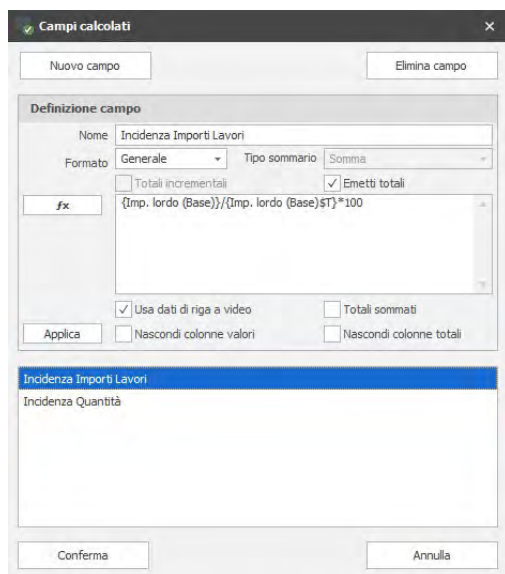 Campi calcolati
Nuovo campo
Elimina campo
Definizione campo
Nome Incidenza Importi Lavori
Formato Generale Tipo sommario Somma
Totali incrementali Emetti totali
fx {Imp. lordo (Base)}/{Imp. lordo (Base)$T}*100
Usa dati di riga a video Totali sommati
Applica Nascondi colonne valori Nascondi colonne totali
Incidenza Importi Lavori
Incidenza Quantità
Conferma Annulla